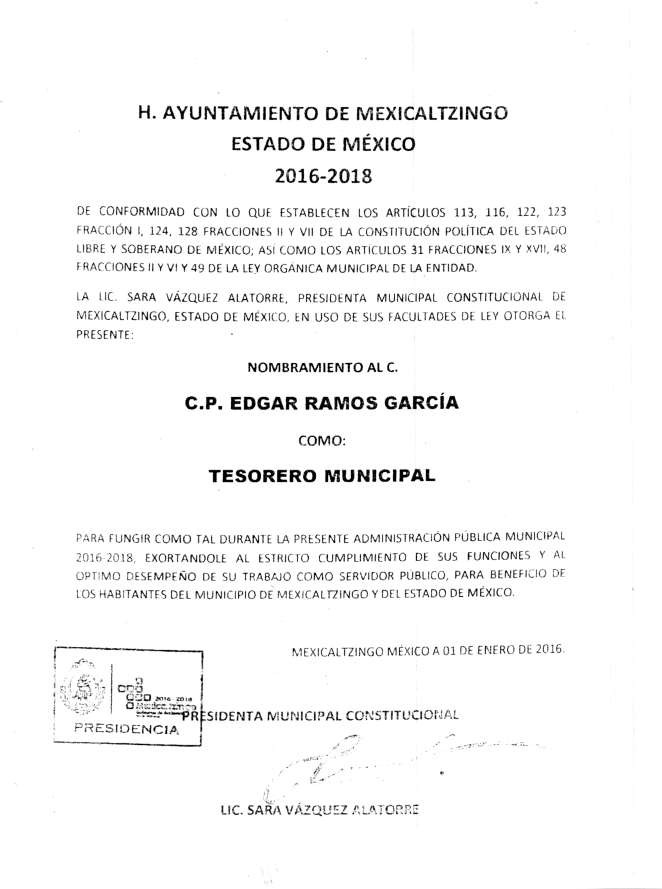 H. AYUNTAMIENTO DE MEXICALTZINGO
ESTADO DE MÉXICO
2016-2018
DE CONFORMIDAD CON LO QUE ESTABLECEN LOS ARTÍCULOS 113, 116, 122, 123
FRACCIÓN I, 124, 128 FRACCIONES II Y VII DE LA CONSTITUCIÓN POLÍTICA DEL ESTADO
LIBRE Y SOBERANO DE MÉXICO; ASI COMO LOS ARTICULOS 31 FRACCIONES IX Y XVII, 48
FRACCIONES II Y VI Y 49 DE LA LEY ORGANICA MUNICIPAL DE LA ENTIDAD.
LA LIC. SARA VÁZQUEZ ALATORRE, PRESIDENTA MUNICIPAL CONSTITUCIONAL DE
MEXICALTZINGO, ESTADO DE MÉXICO, EN USO DE SUS FACULTADES DE LEY OTORGA EL
PRESENTE:
NOMBRAMIENTO AL C.
C.P. EDGAR RAMOS GARCÍA
COMO:
TESORERO MUNICIPAL
PARA FUNGIR COMO TAL DURANTE LA PRESENTE ADMINISTRACIÓN PÚBLICA MUNICIPAL
2016-2018, EXORTANDOLE AL ESTRICTO CUMPLIMIENTO DE SUS FUNCIONES Y AL
OPTIMO DESEMPEÑO DE SU TRABAJO COMO SERVIDOR PUBLICO, PARA BENEFICIO DE
LOS HABITANTES DEL MUNICIPIO DE MEXICALTZINGO Y DEL ESTADO DE MÉXICO.
MEXICALTZINGO MÉXICO A 01 DE ENERO DE 2016.
2016-2018
PRESIDENCIA
PRESIDENTA MUNICIPAL CONSTITUCIONAL
LIC. SARA VÁZQUEZ ALATORRE